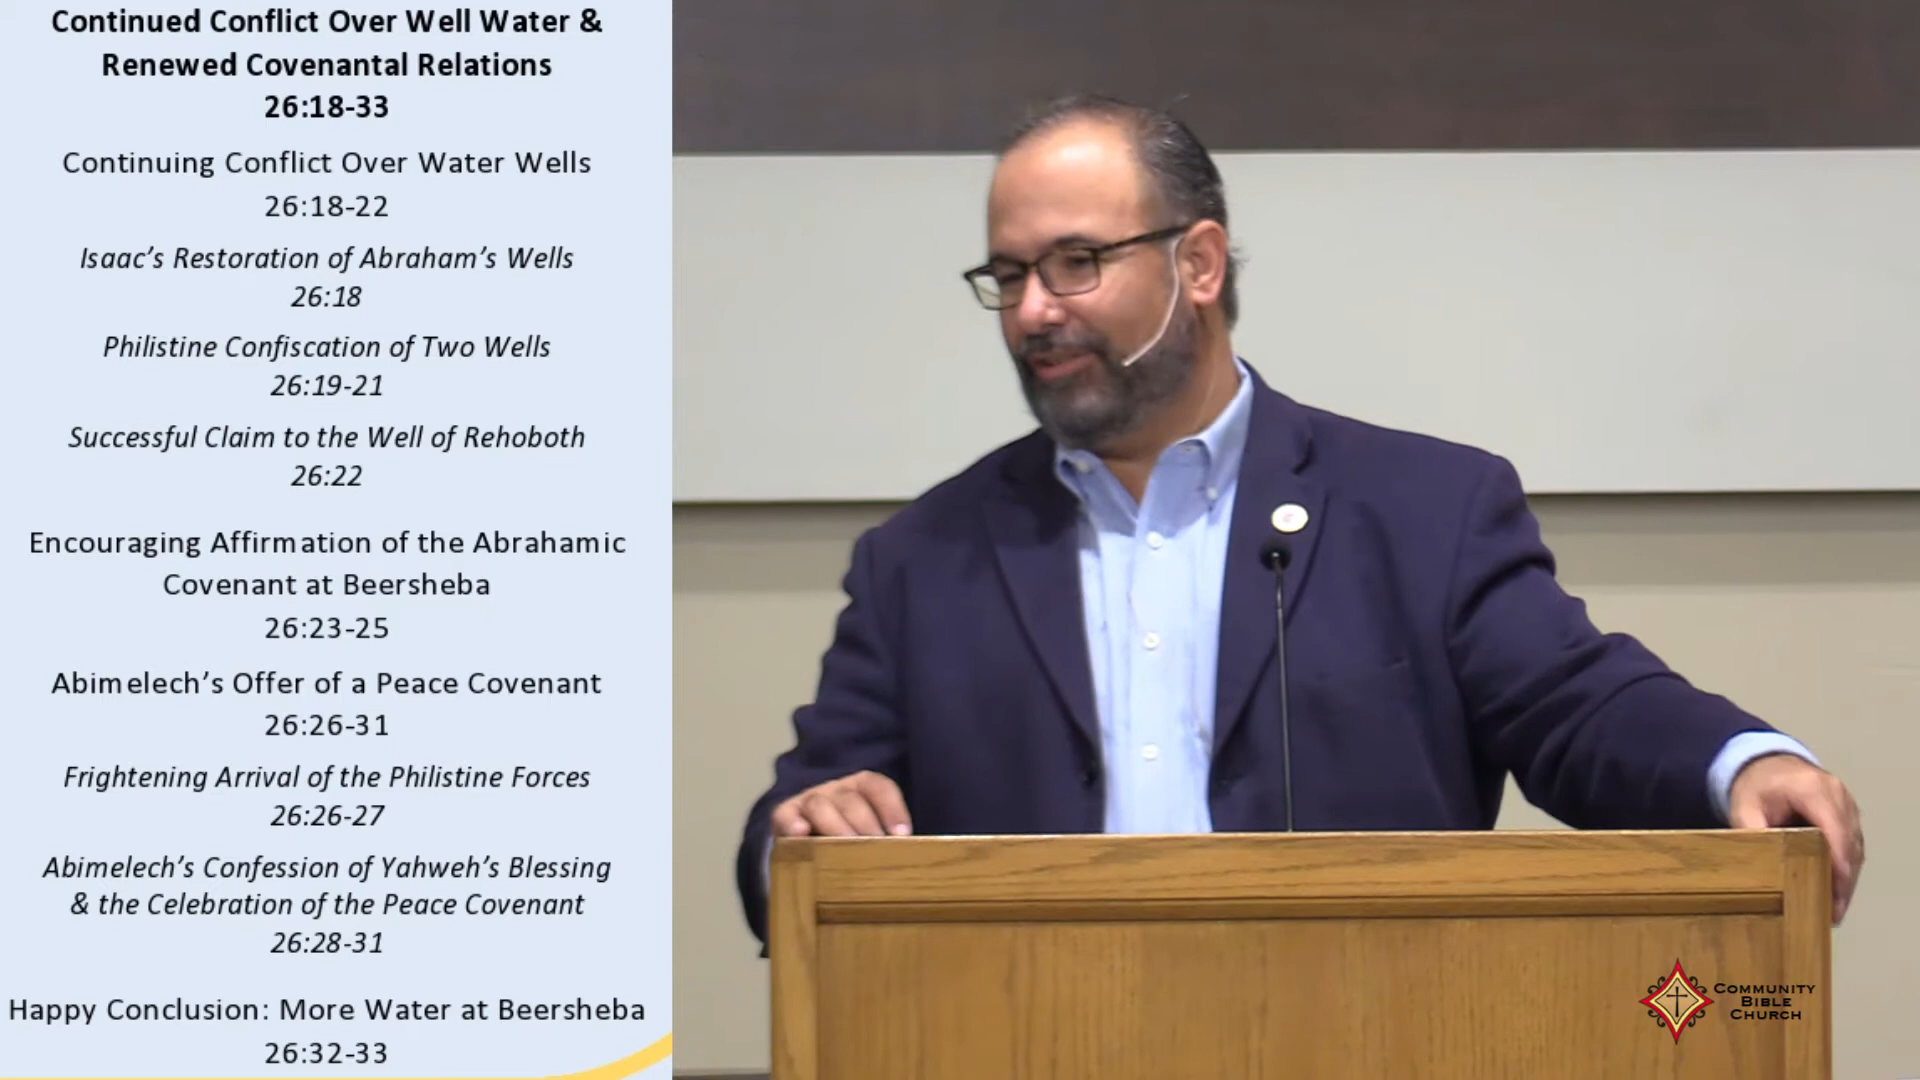 Continued Conflict Over Well Water &
Renewed Covenantal Relations
26:18-33
Continuing Conflict Over Water Wells
26:18-22
Isaac’s Restoration of Abraham’s Wells
26:18
Philistine Confiscation of Two Wells
26:19-21
Successful Claim to the Well of Rehoboth
26:22
Encouraging Affirmation of the Abrahamic
Covenant at Beersheba
26:23-25
Abimelech’s Offer of a Peace Covenant
26:26-31
Frightening Arrival of the Philistine Forces
26:26-27
Abimelech’s Confession of Yahweh’s Blessing
& the Celebration of the Peace Covenant
26:28-31
Happy Conclusion: More Water at Beersheba
26:32-33
Community
Bible
Church